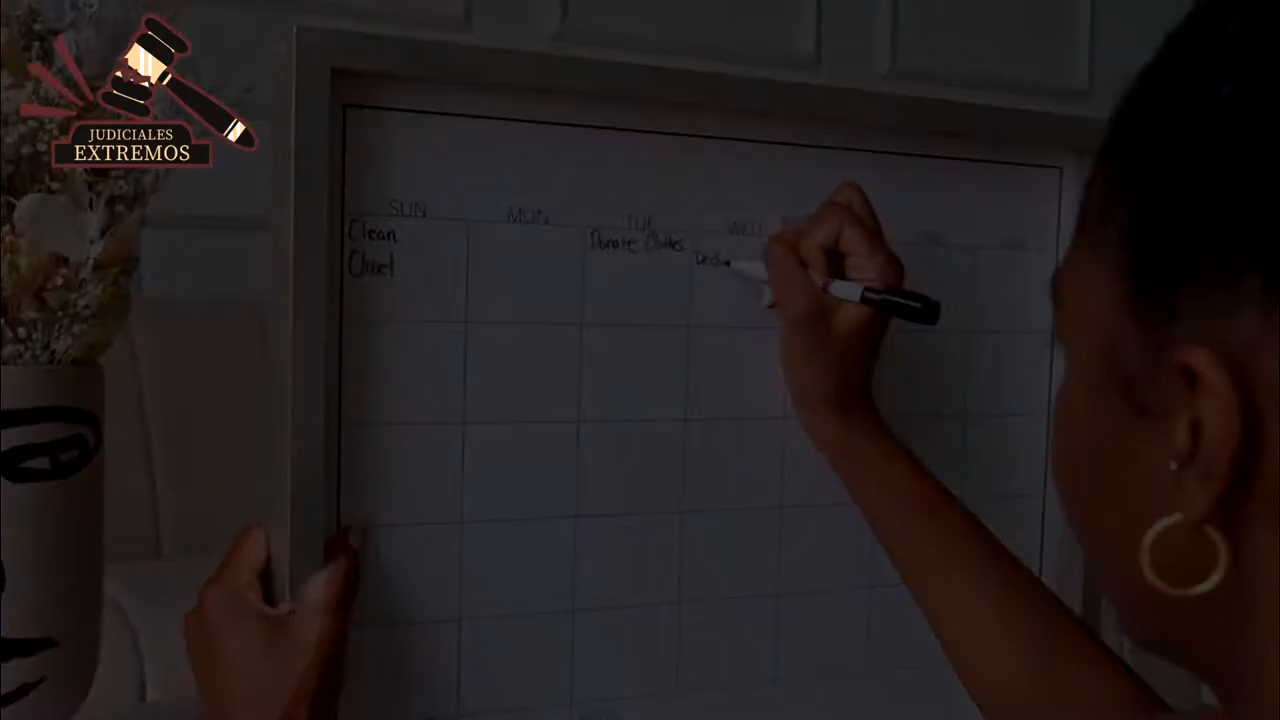 JUDICIALES
EXTREMOS
SUN MON TUE WED
Clean
Closet
Donate Clothes